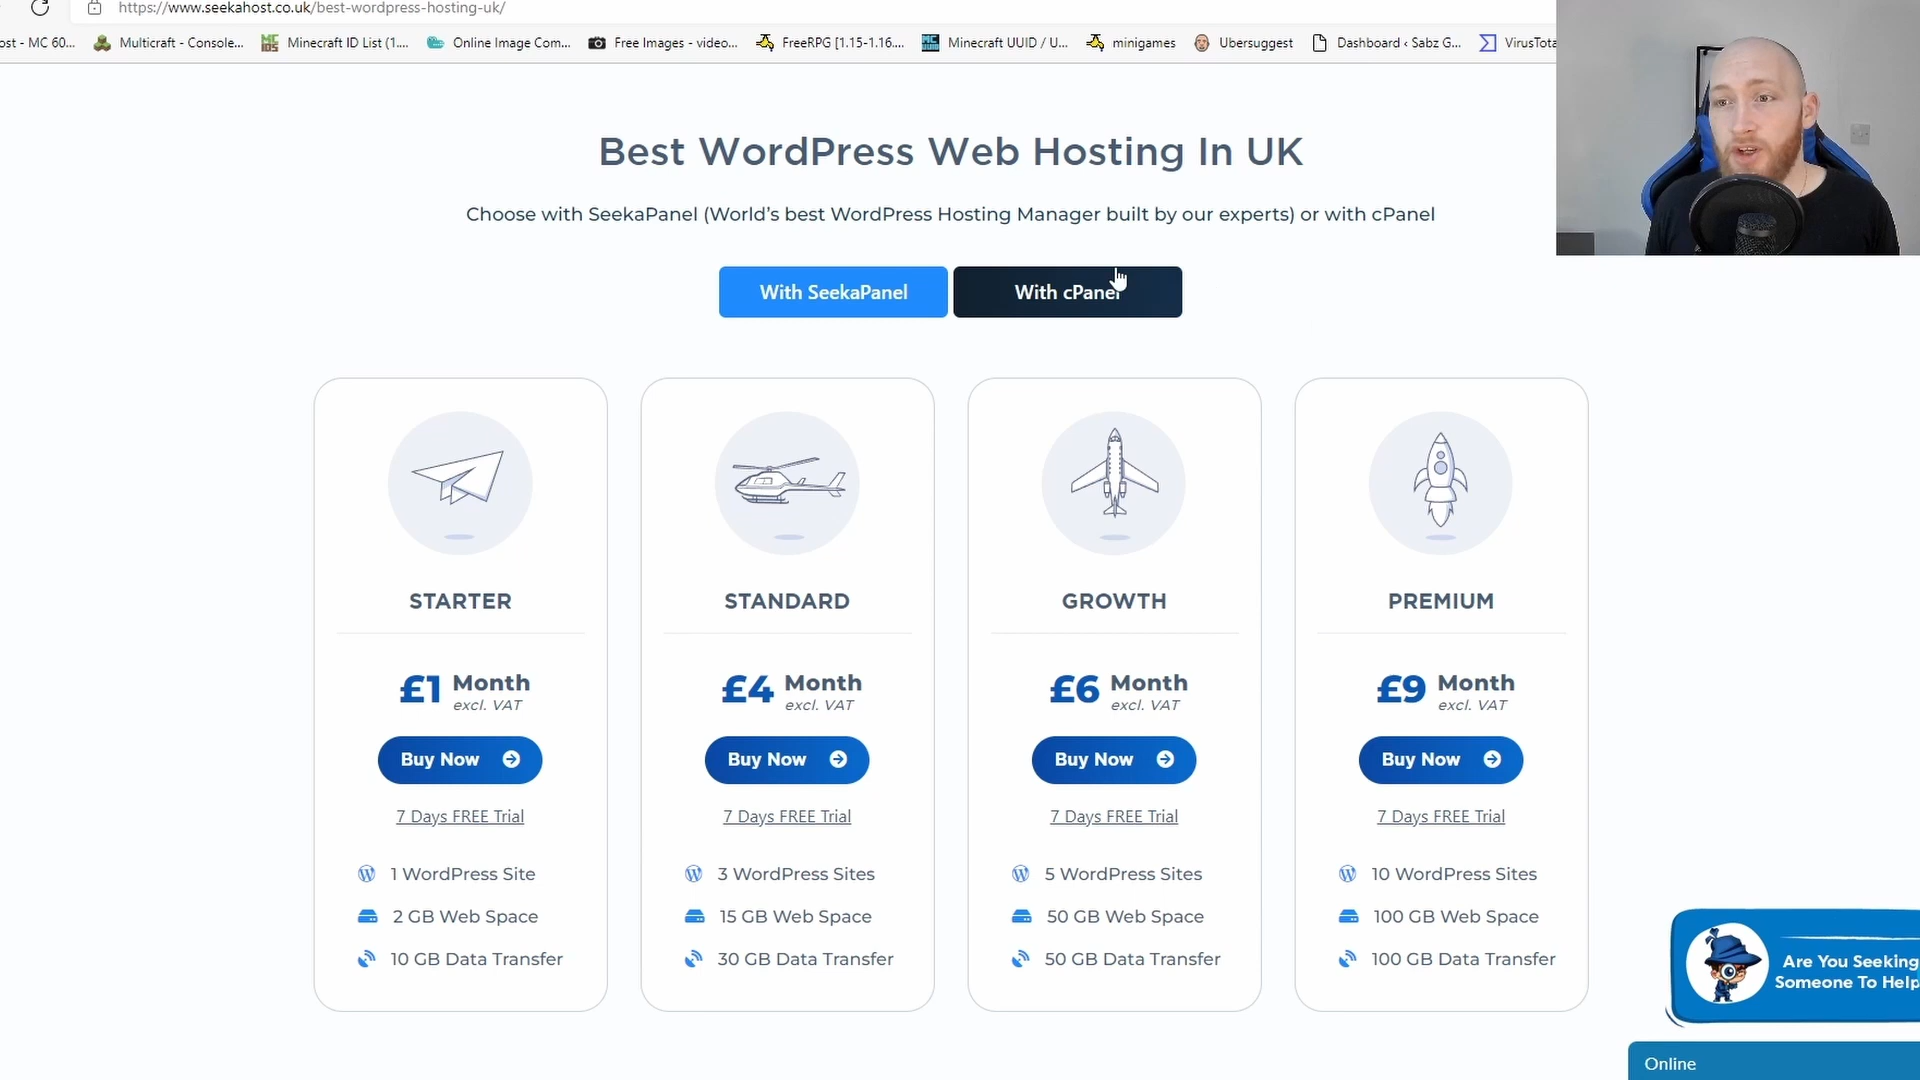 https://www.seekahost.co.uk/best-wordpress-hosting-uk/
ost - MC 60... Multicraft - Console... Minecraft ID List (1.... Online Image Com... Free Images - video... FreeRPG [1.15-1.16.... Minecraft UUID / U... minigames Ubersuggest Dashboard ‹ Sabz G... VirusTota
Best WordPress Web Hosting In UK
Choose with SeekaPanel (World's best WordPress Hosting Manager built by our experts) or with cPanel
With SeekaPanel With cPanel
STARTER STANDARD GROWTH PREMIUM
£1 Month £4 Month £6 Month £9 Month
excl. VAT excl. VAT excl. VAT excl. VAT
Buy Now Buy Now Buy Now Buy Now
7 Days FREE Trial 7 Days FREE Trial 7 Days FREE Trial 7 Days FREE Trial
1 WordPress Site 3 WordPress Sites 5 WordPress Sites 10 WordPress Sites
2 GB Web Space 15 GB Web Space 50 GB Web Space 100 GB Web Space
10 GB Data Transfer 30 GB Data Transfer 50 GB Data Transfer 100 GB Data Transfer
Are You Seeking
Someone To Help
Online